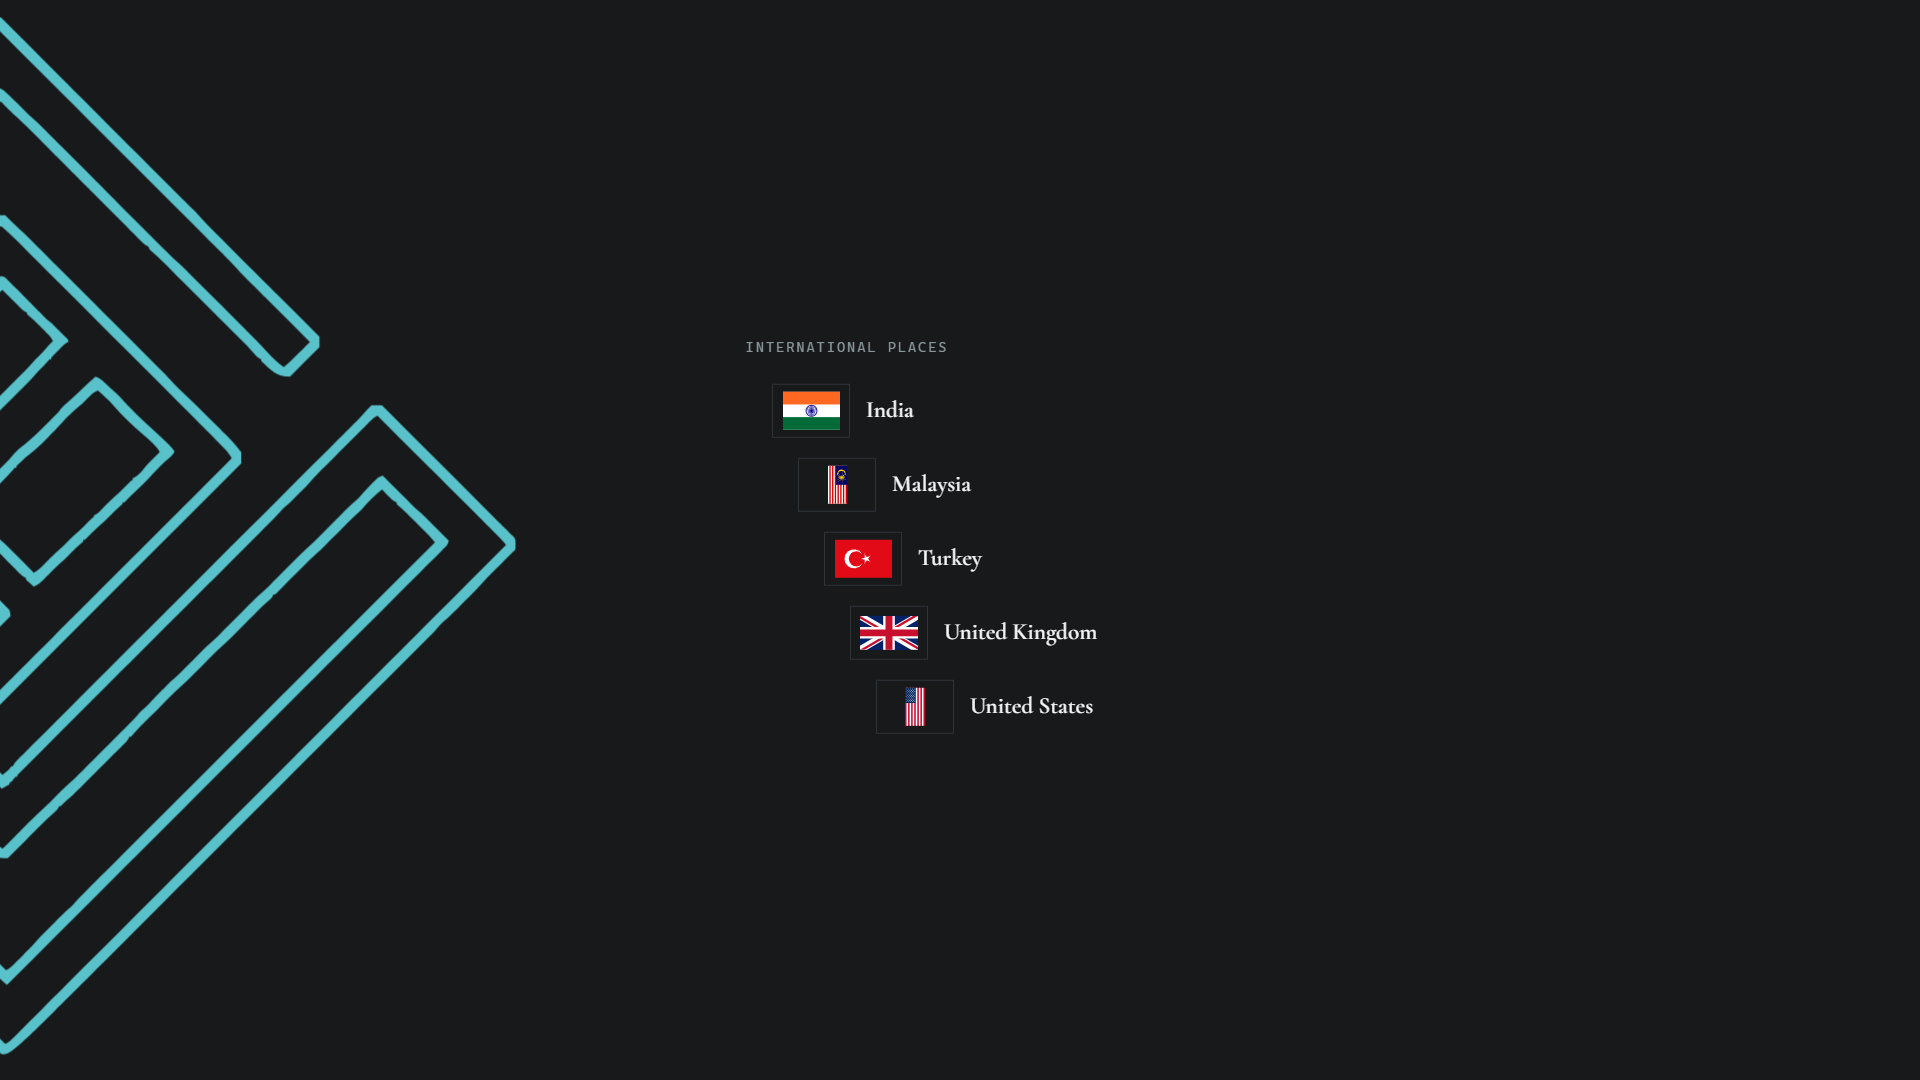 INTERNATIONAL PLACES
India
Malaysia
Turkey
United Kingdom
United States